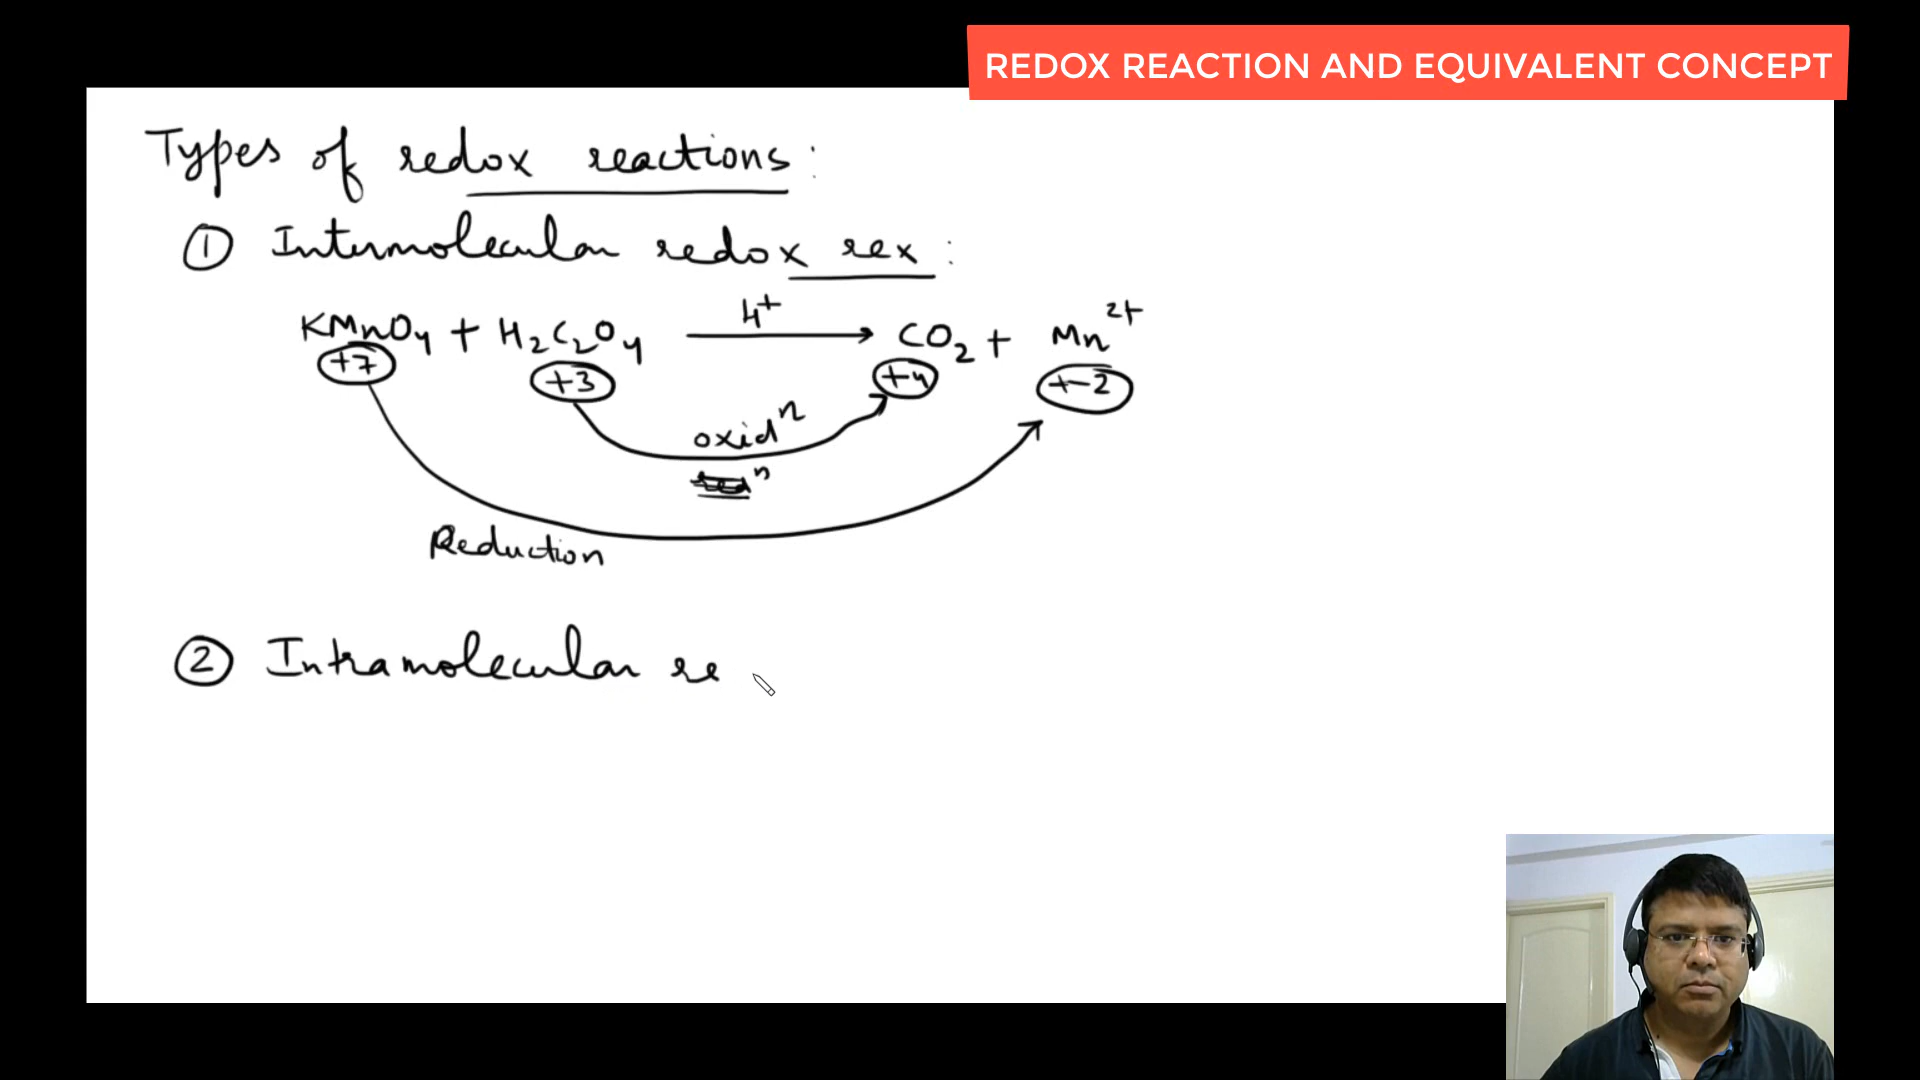 REDOX REACTION AND EQUIVALENT CONCEPT
Types of redox reactions:
① Intermolecular redox rex:
KMnO4 + H2C2O4 —H+→ CO2 + Mn2+
+7 +3 +4 +-2
oxidn
redn
Reduction
② Intramolecular re